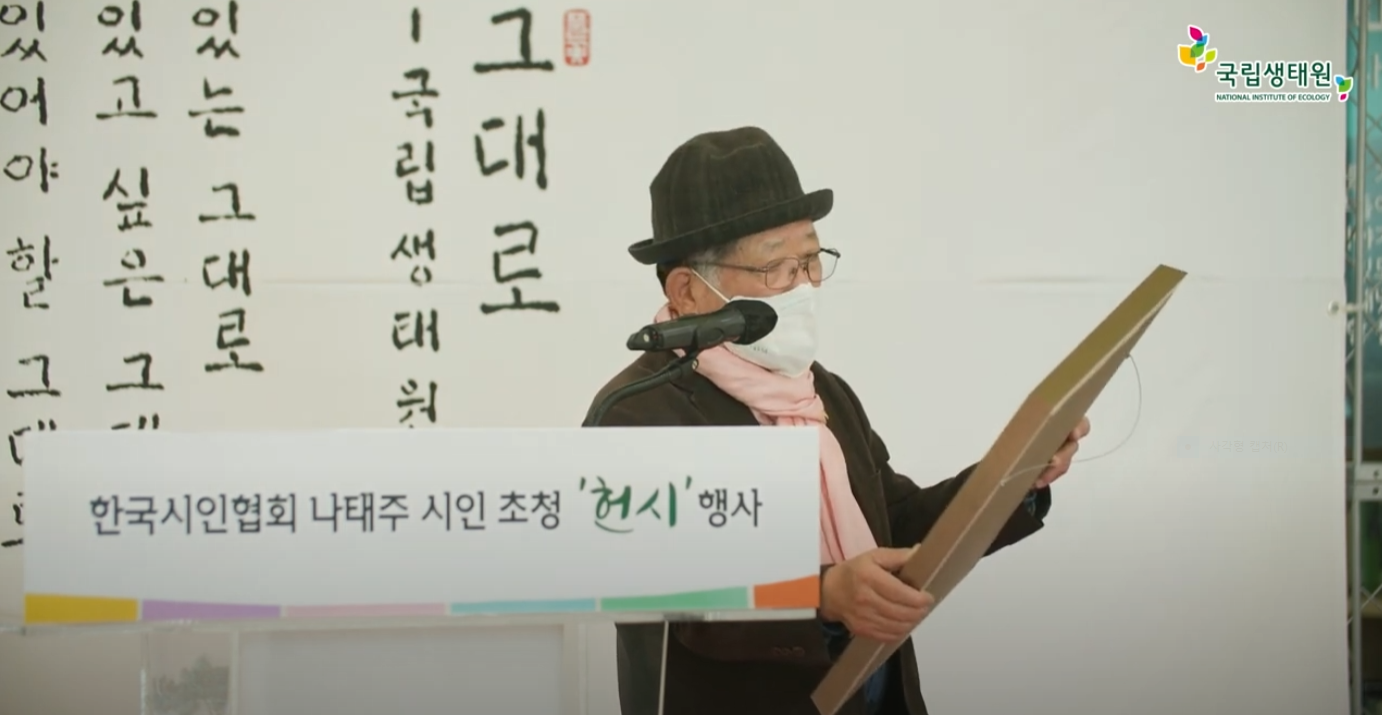 그대로
-국립생태원
있는 그대로
있고 싶은 그대
있어야 할 그대로
국립생태원
NATIONAL INSTITUTE OF ECOLOGY
한국시인협회 나태주 시인 초청 '헌시' 행사